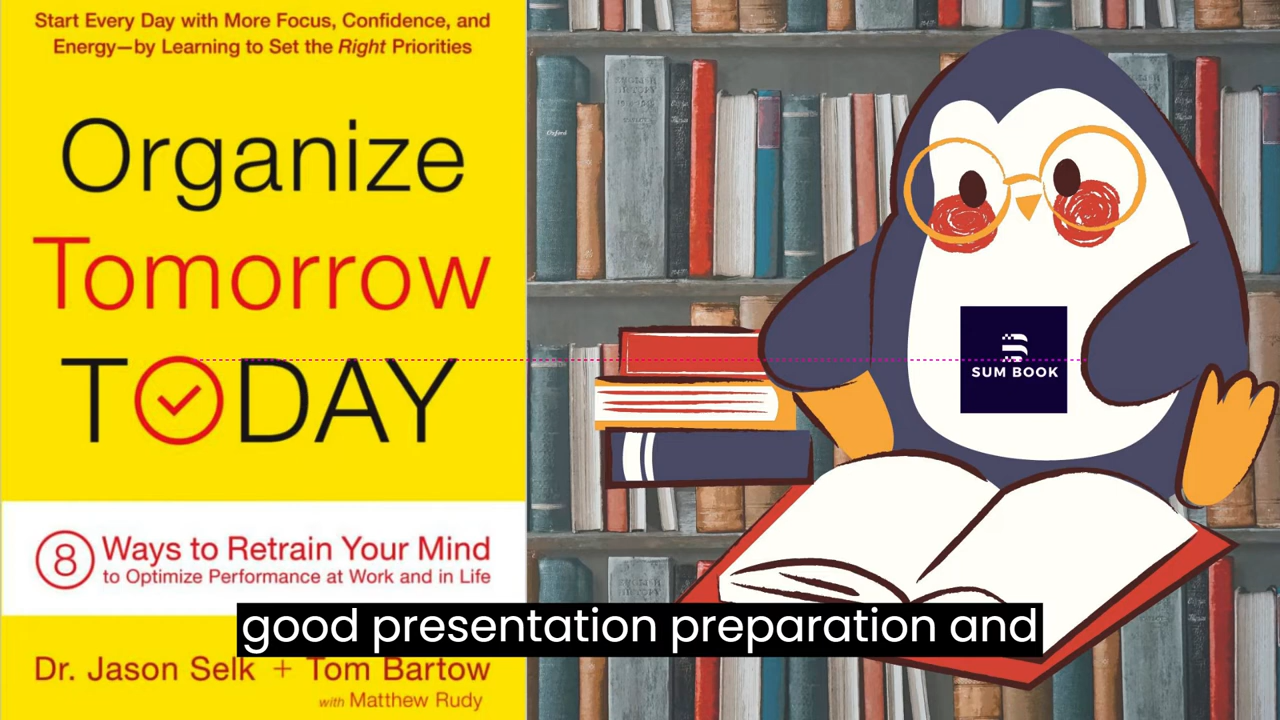 Start Every Day with More Focus, Confidence, and
Energy—by Learning to Set the Right Priorities
Organize
Tomorrow
TODAY
8 Ways to Retrain Your Mind
to Optimize Performance at Work and in Life
good presentation preparation and
Dr. Jason Selk + Tom Bartow
with Matthew Rudy
SUM BOOK
Oxford